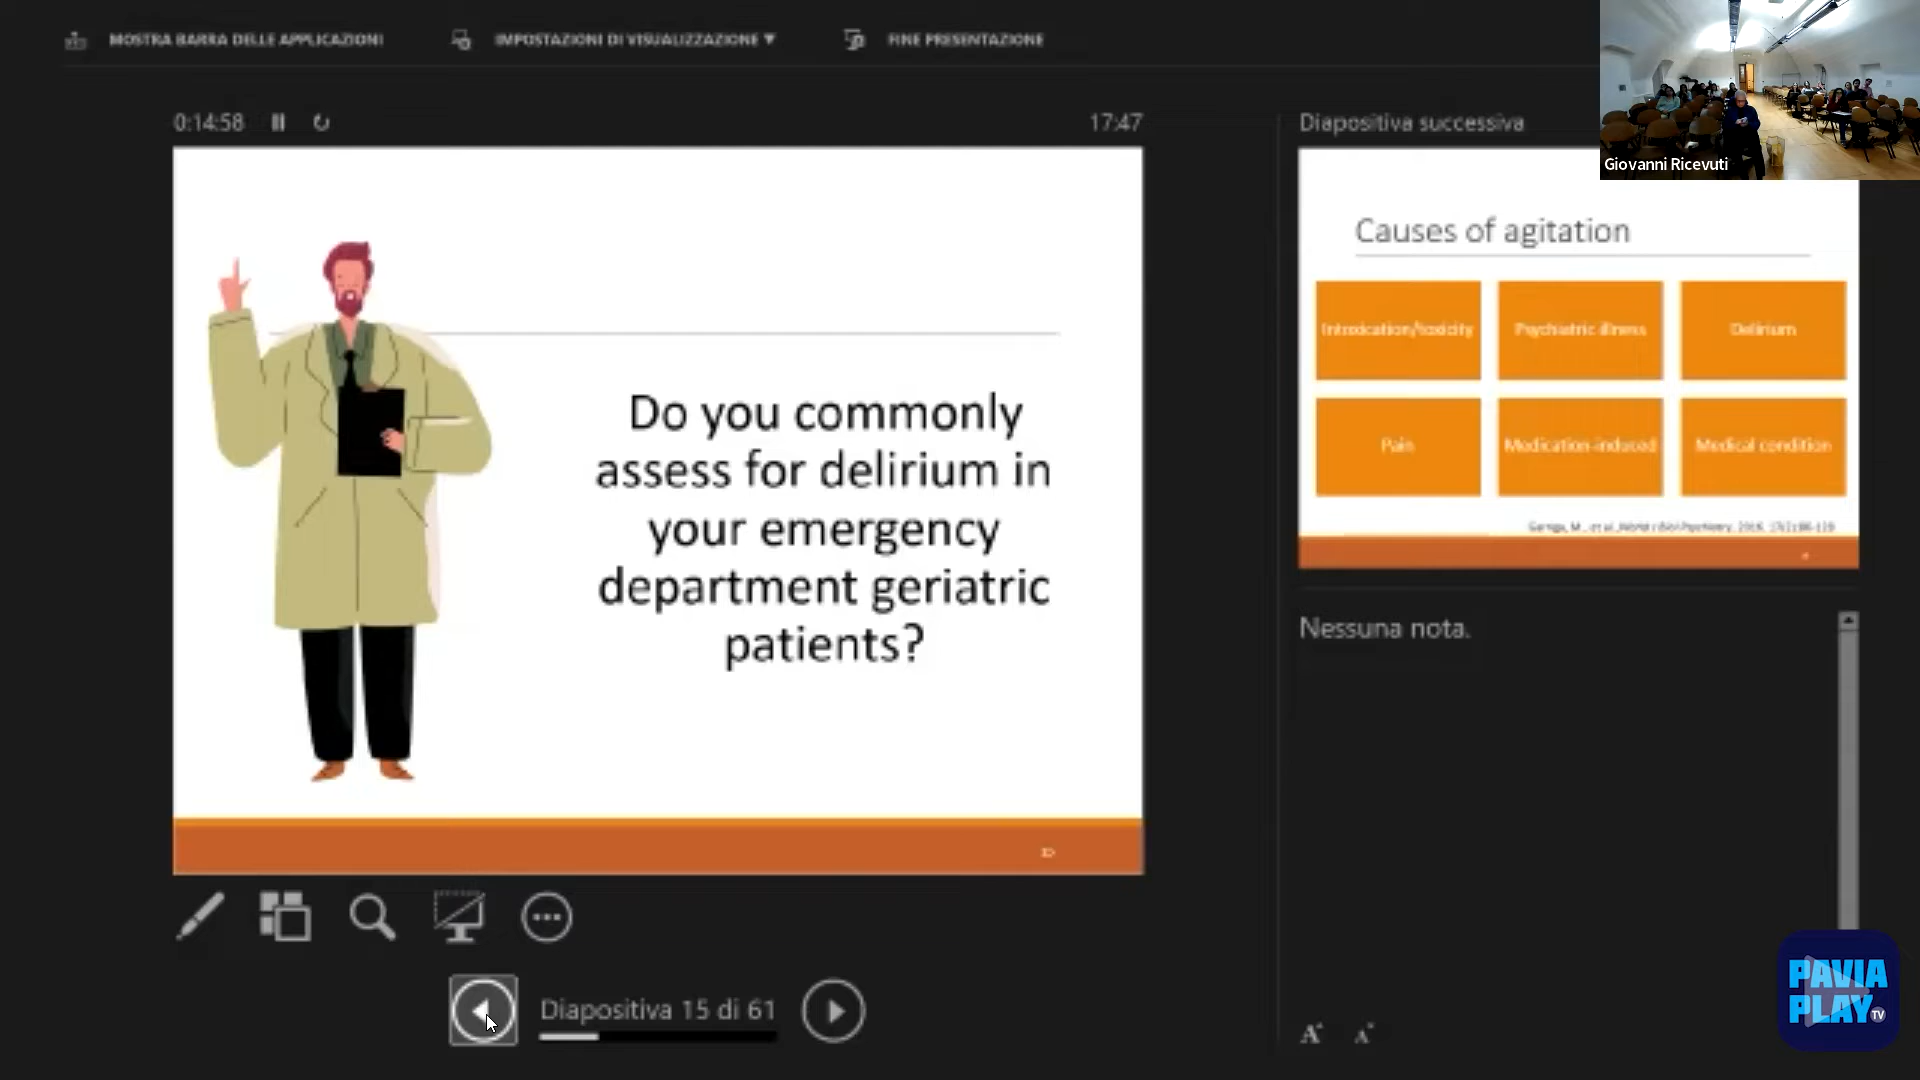 MOSTRA BARRA DELLE APPLICAZIONI
IMPOSTAZIONI DI VISUALIZZAZIONE ▼
FINE PRESENTAZIONE
0:14:58
17:47
Diapositiva successiva
Giovanni Ricevuti
Do you commonly
assess for delirium in
your emergency
department geriatric
patients?
Causes of agitation
Intoxication/toxicity
Psychiatric illness
Delirium
Pain
Medication-induced
Medical condition
Nessuna nota.
Diapositiva 15 di 61
A A
PAVIA
PLAY TV